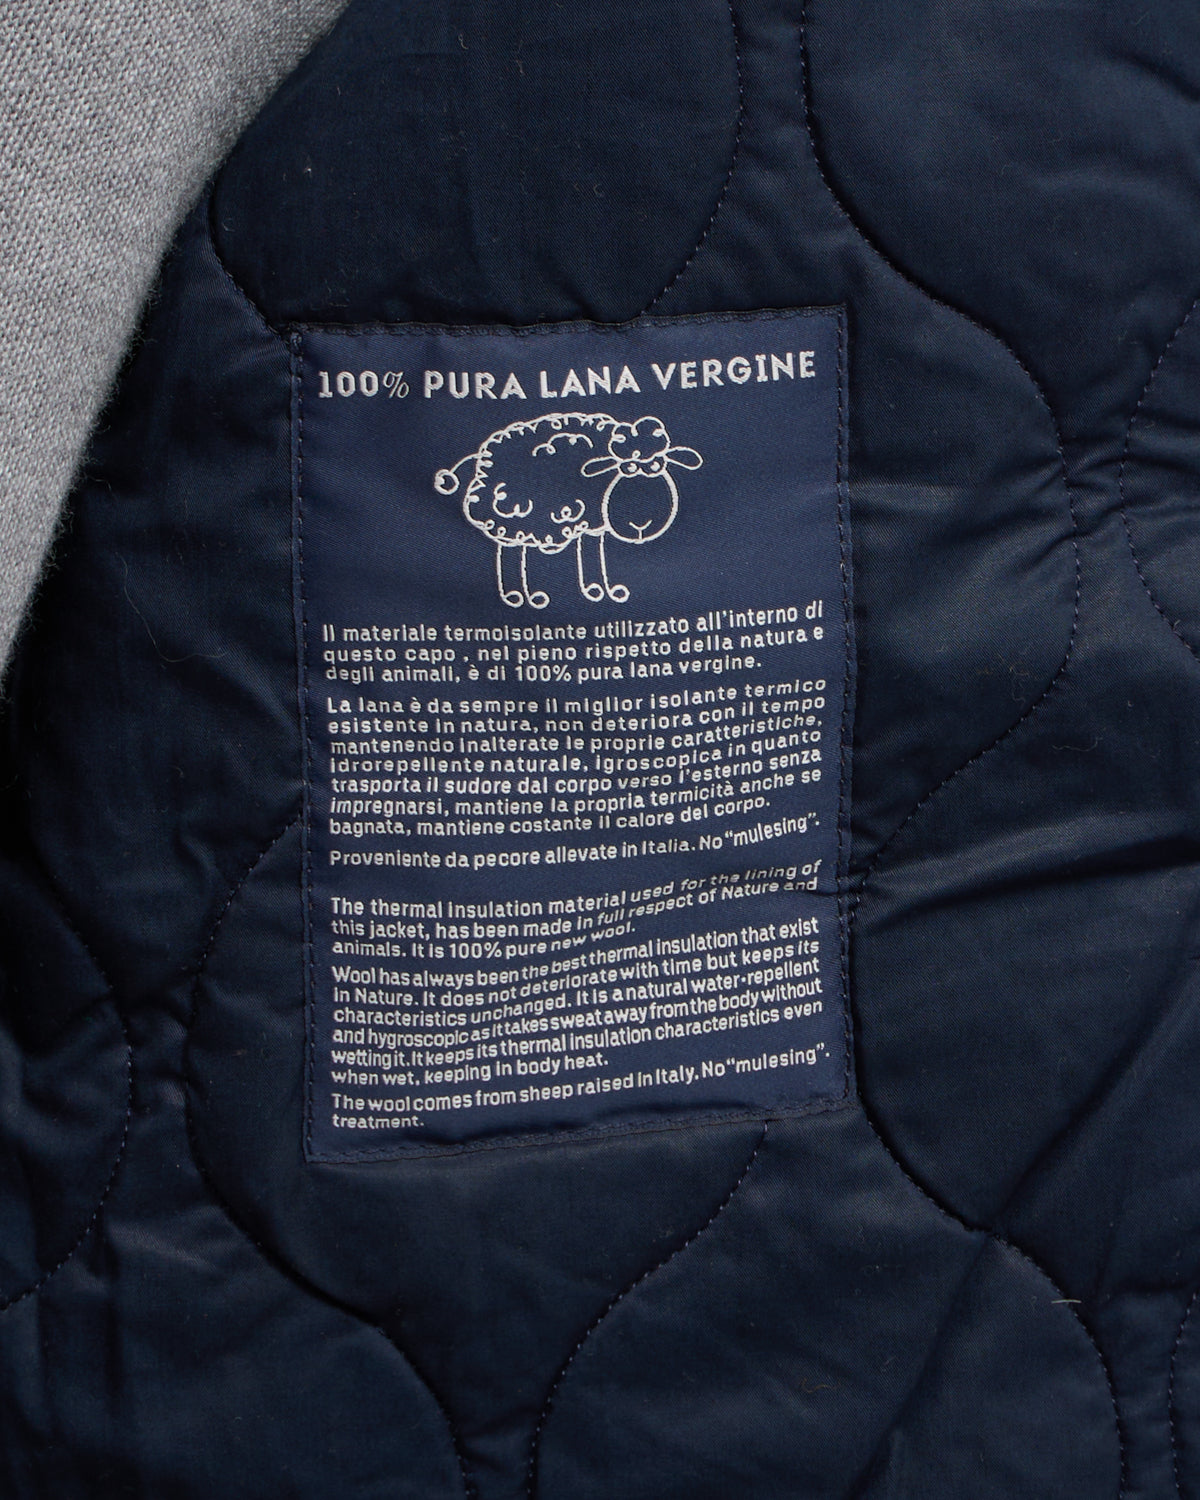 100% PURA LANA VERGINE
Il materiale termoisolante utilizzato all'interno di
questo capo , nel pieno rispetto della natura e
degli animali, è di 100% pura lana vergine.
La lana è da sempre il miglior isolante termico
esistente in natura, non deteriora con il tempo
mantenendo inalterate le proprie caratteristiche,
idrorepellente naturale, igroscopica in quanto
trasporta il sudore dal corpo verso l'esterno senza
impregnarsi, mantiene la propria termicità anche se
bagnata, mantiene costante il calore del corpo.
Proveniente da pecore allevate in Italia. No "mulesing".
The thermal insulation material used for the lining of
this jacket, has been made in full respect of Nature and
animals. It is 100% pure new wool.
Wool has always been the best thermal insulation that exist
in Nature. It does not deteriorate with time but keeps its
characteristics unchanged. It is a natural water-repellent
and hygroscopic as it takes sweat away from the body without
wetting it. It keeps its thermal insulation characteristics even
when wet, keeping in body heat.
The wool comes from sheep raised in Italy. No "mulesing".
treatment.